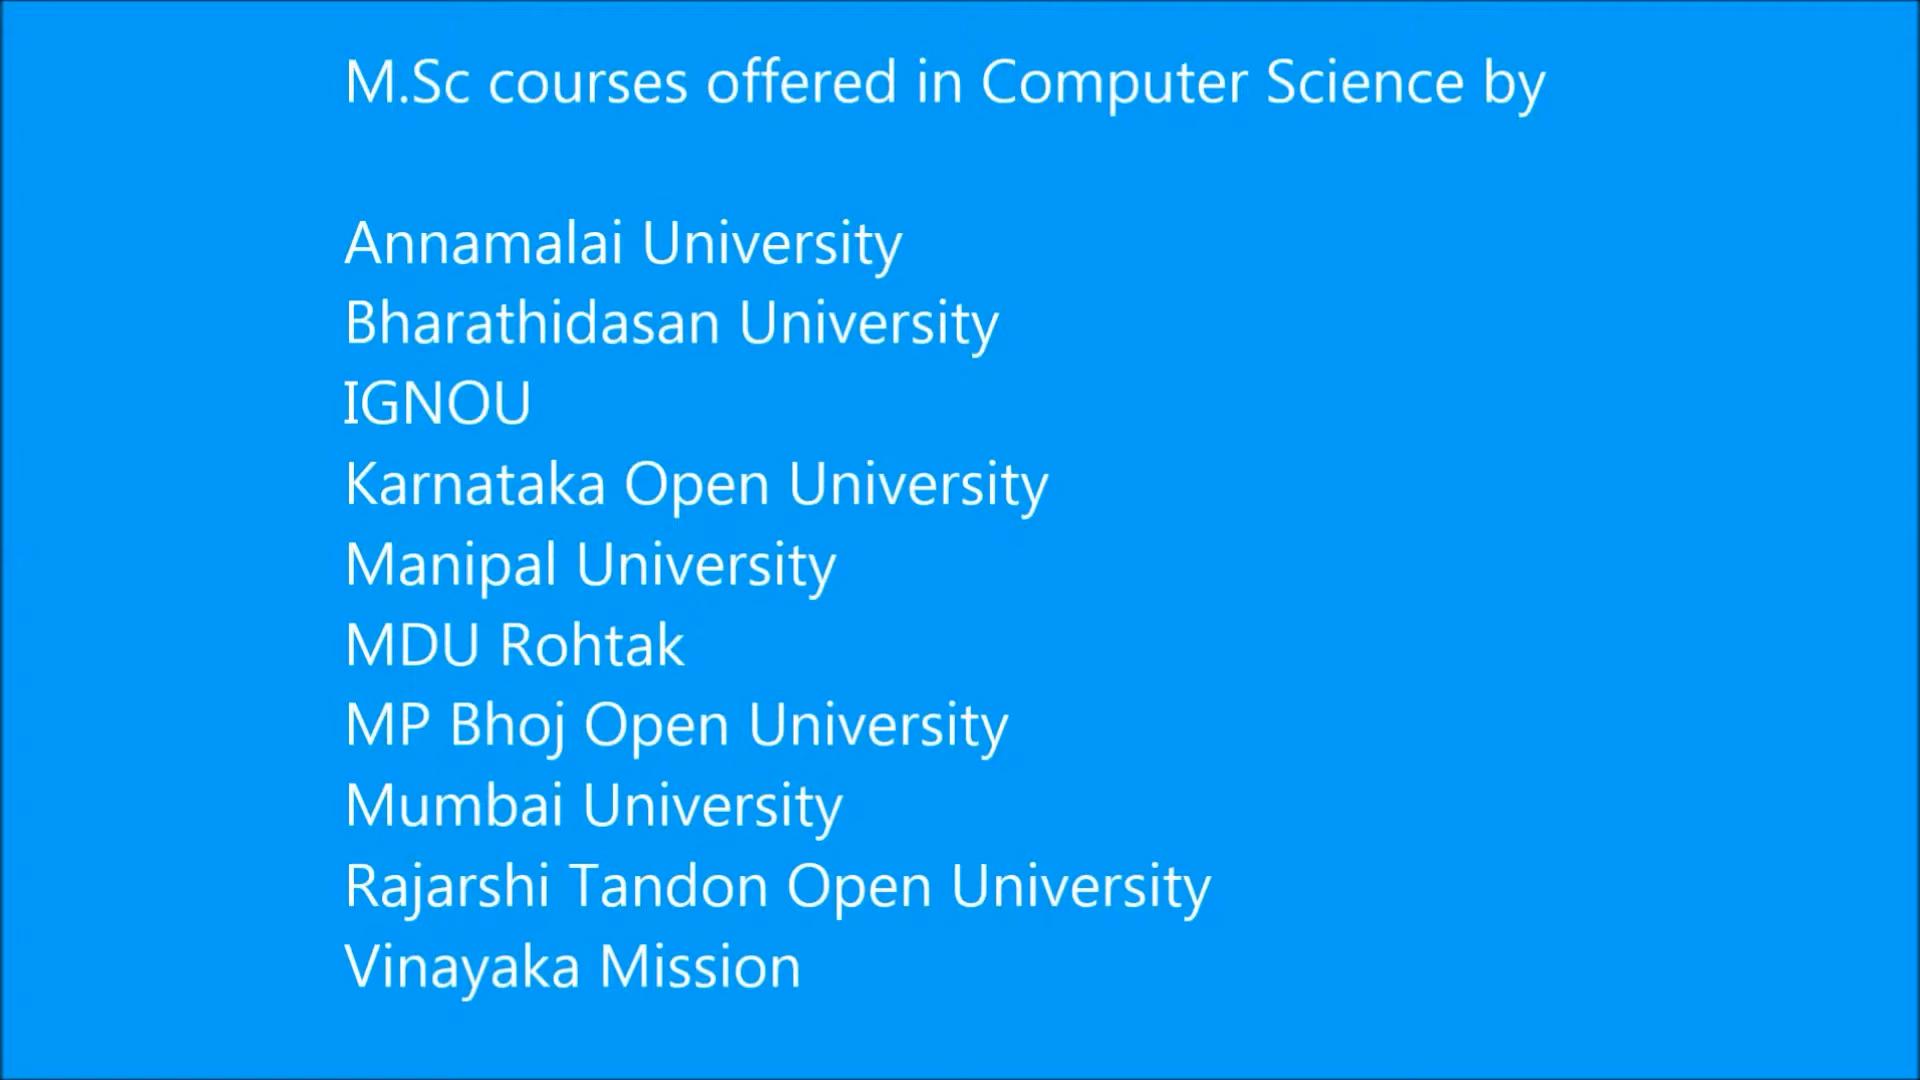 M.Sc courses offered in Computer Science by
Annamalai University
Bharathidasan University
IGNOU
Karnataka Open University
Manipal University
MDU Rohtak
MP Bhoj Open University
Mumbai University
Rajarshi Tandon Open University
Vinayaka Mission